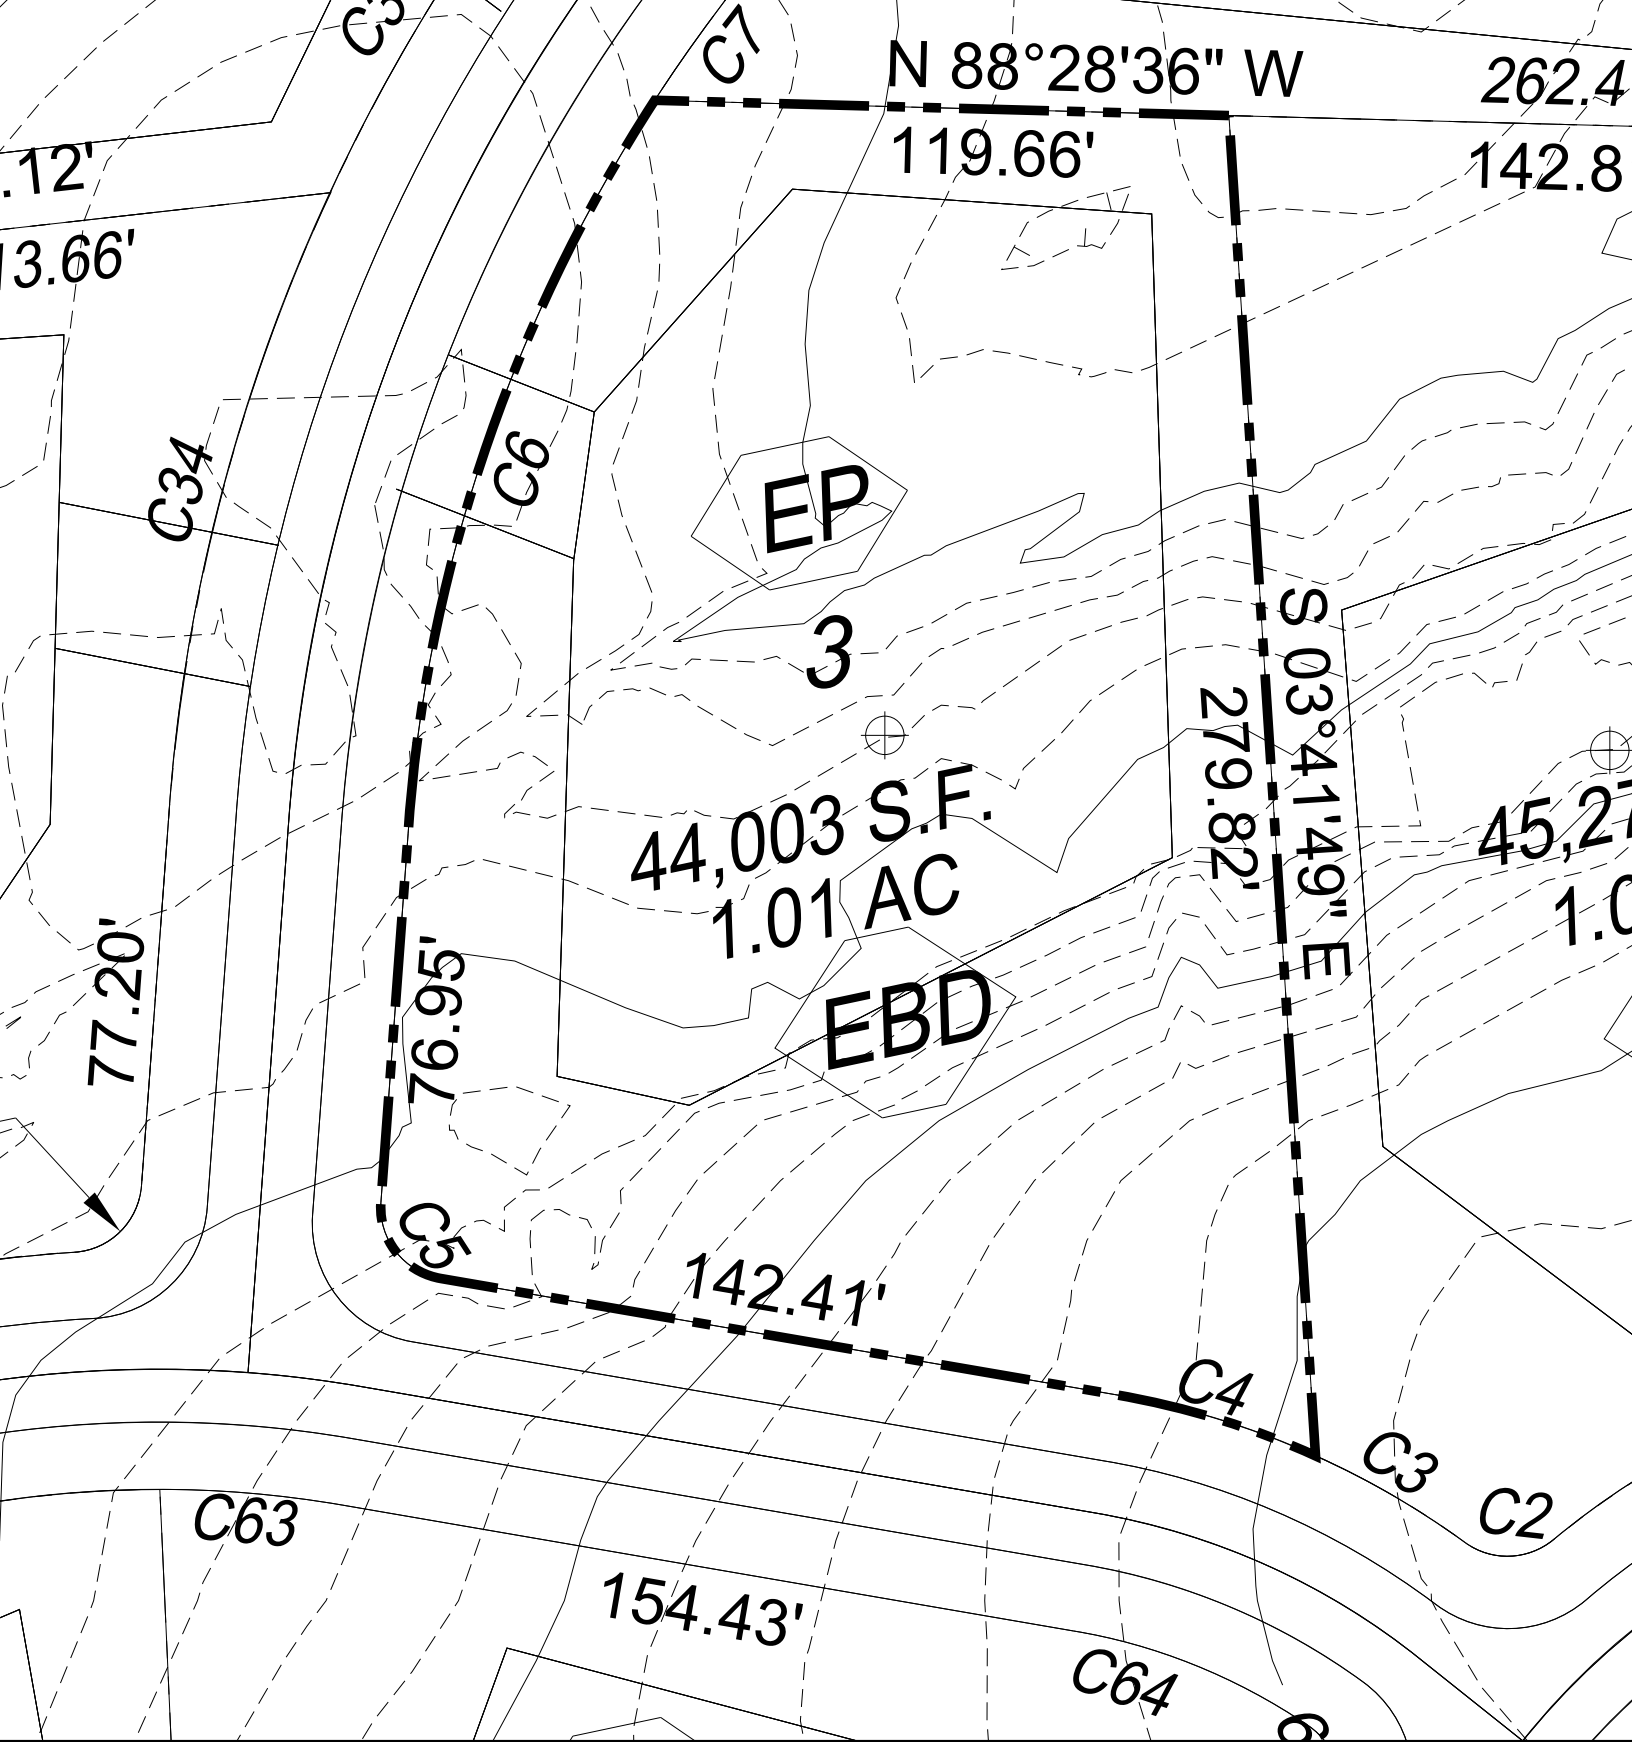 C7
N 88°28'36" W
262.4
119.66'
142.8
.12'
13.66'
C34
C6
EP
3
S 03°41'49" E
279.82'
44,003 S.F.
1.01 AC
45,27
1.0
EBD
77.20'
76.95'
C5
142.41'
C4
C3
C2
C63
154.43'
C64